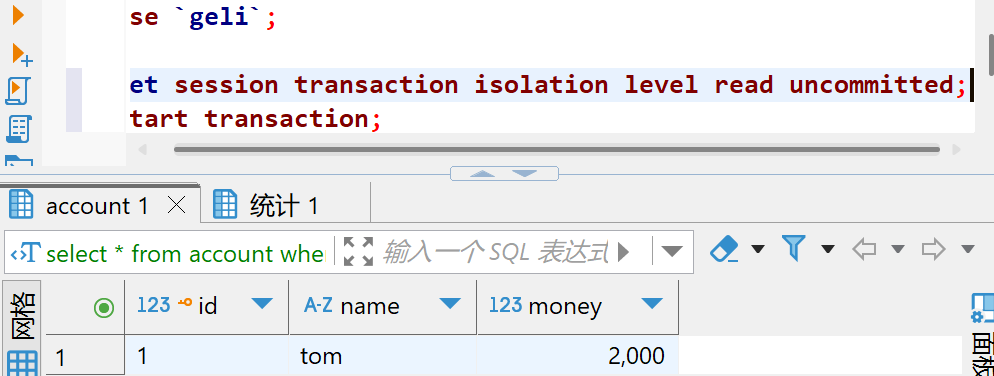 se `geli`;
et session transaction isolation level read uncommitted;
tart transaction;
account 1 统计 1
select * from account whe 输入一个 SQL 表达式
网格 123 id A-Z name 123 money
1 1 tom 2,000
面板